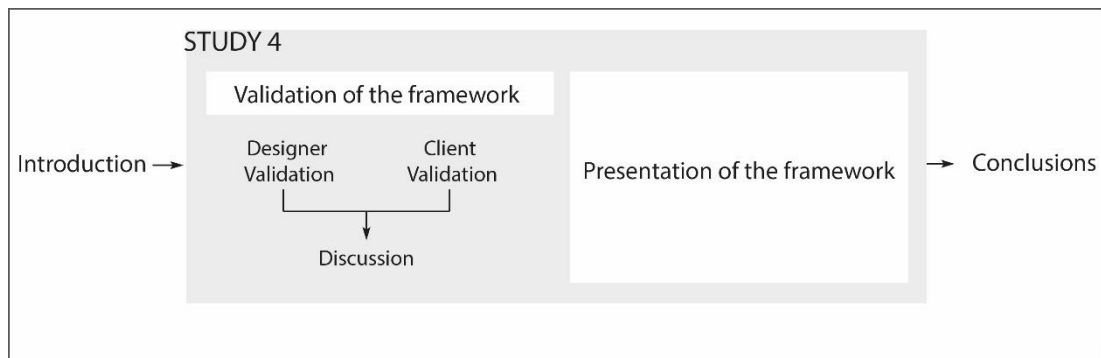 STUDY 4
Validation of the framework
Designer
Validation
Client
Validation
Discussion
Introduction
Presentation of the framework
Conclusions